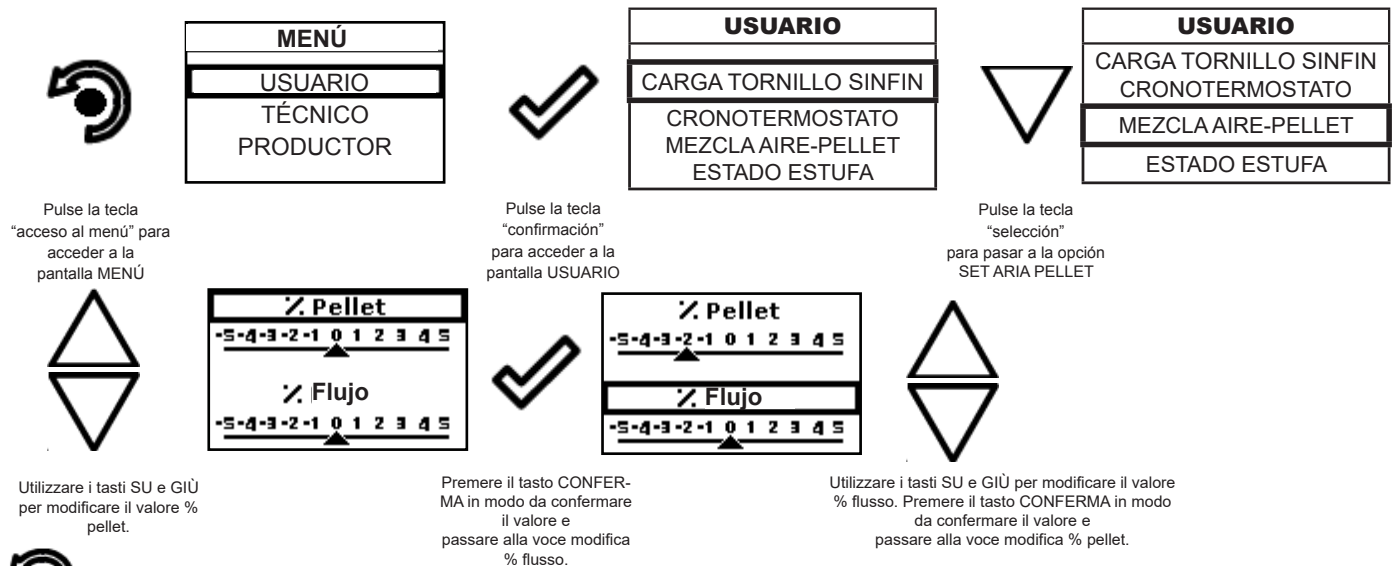 MENÚ
USUARIO
TÉCNICO
PRODUCTOR
USUARIO
CARGA TORNILLO SINFIN
CRONOTERMOSTATO
MEZCLA AIRE-PELLET
ESTADO ESTUFA
USUARIO
CARGA TORNILLO SINFIN
CRONOTERMOSTATO
MEZCLA AIRE-PELLET
ESTADO ESTUFA
Pulse la tecla
“acceso al menú” para
acceder a la
pantalla MENÚ
Pulse la tecla
“confirmación”
para acceder a la
pantalla USUARIO
Pulse la tecla
“selección”
para pasar a la opción
SET ARIA PELLET
% Pellet
-5-4-3-2-1 0 1 2 3 4 5
% Flujo
-5-4-3-2-1 0 1 2 3 4 5
% Pellet
-5-4-3-2-1 0 1 2 3 4 5
% Flujo
-5-4-3-2-1 0 1 2 3 4 5
Utilizzare i tasti SU e GIÙ
per modificare il valore %
pellet.
Premere il tasto CONFER-
MA in modo da confermare
il valore e
passare alla voce modifica
% flusso.
Utilizzare i tasti SU e GIÙ per modificare il valore
% flusso. Premere il tasto CONFERMA in modo
da confermare il valore e
passare alla voce modifica % pellet.